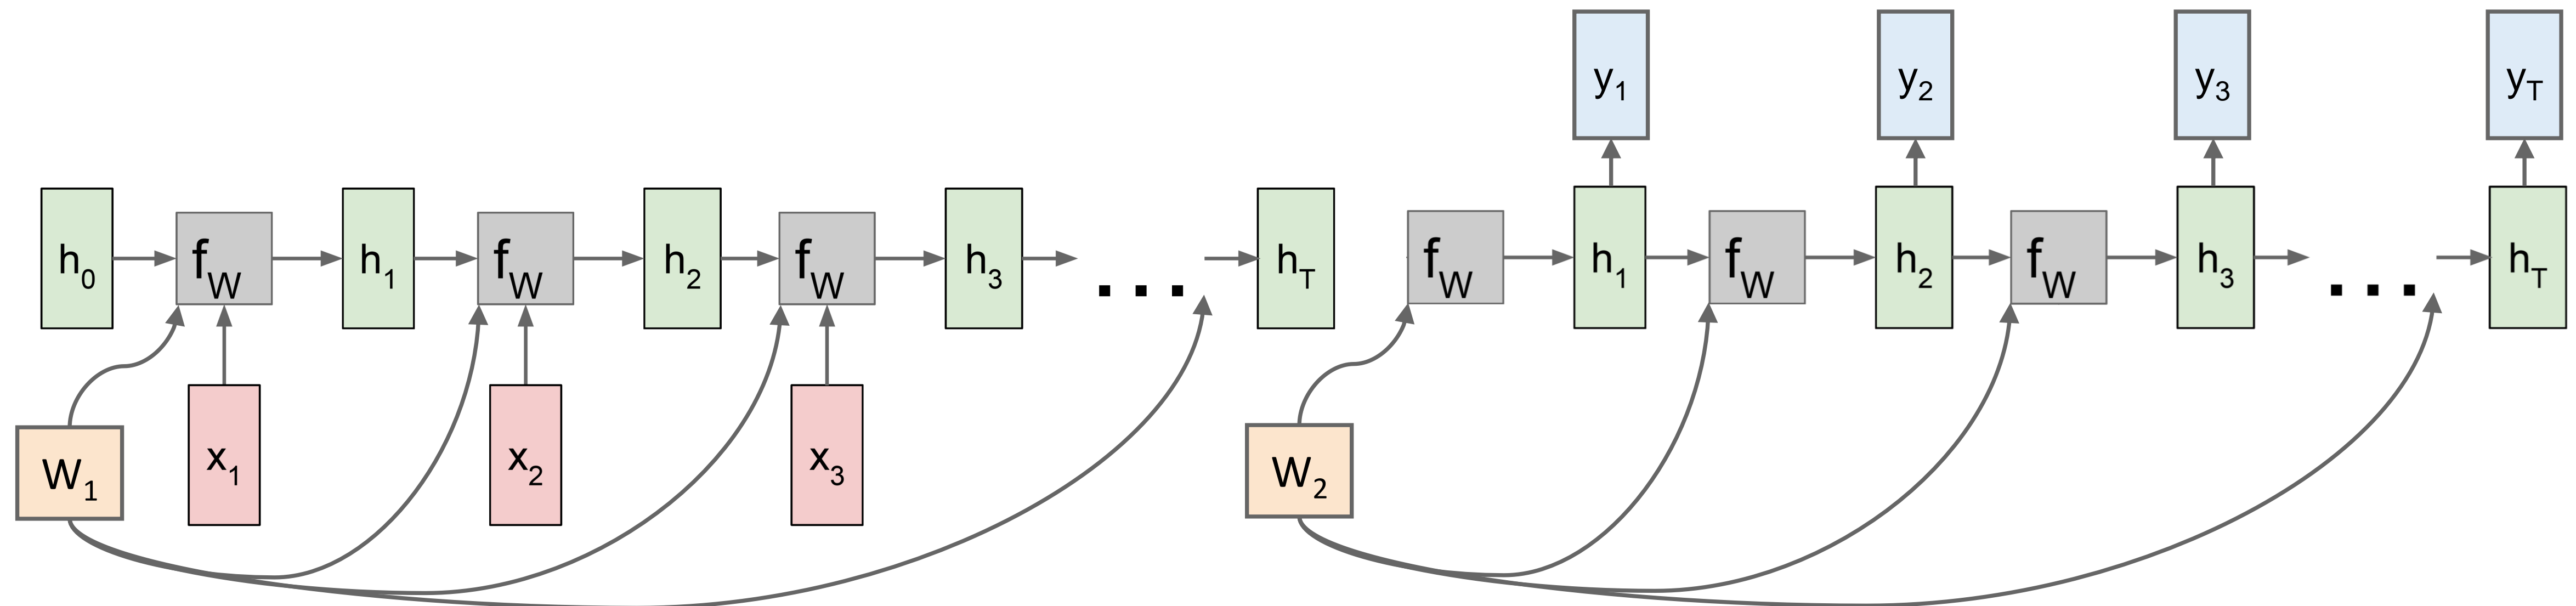 y1 y2 y3 yT
h0 fW h1 fW h2 fW h3 ... hT fW h1 fW h2 fW h3 ... hT
W1 x1 x2 x3 W2